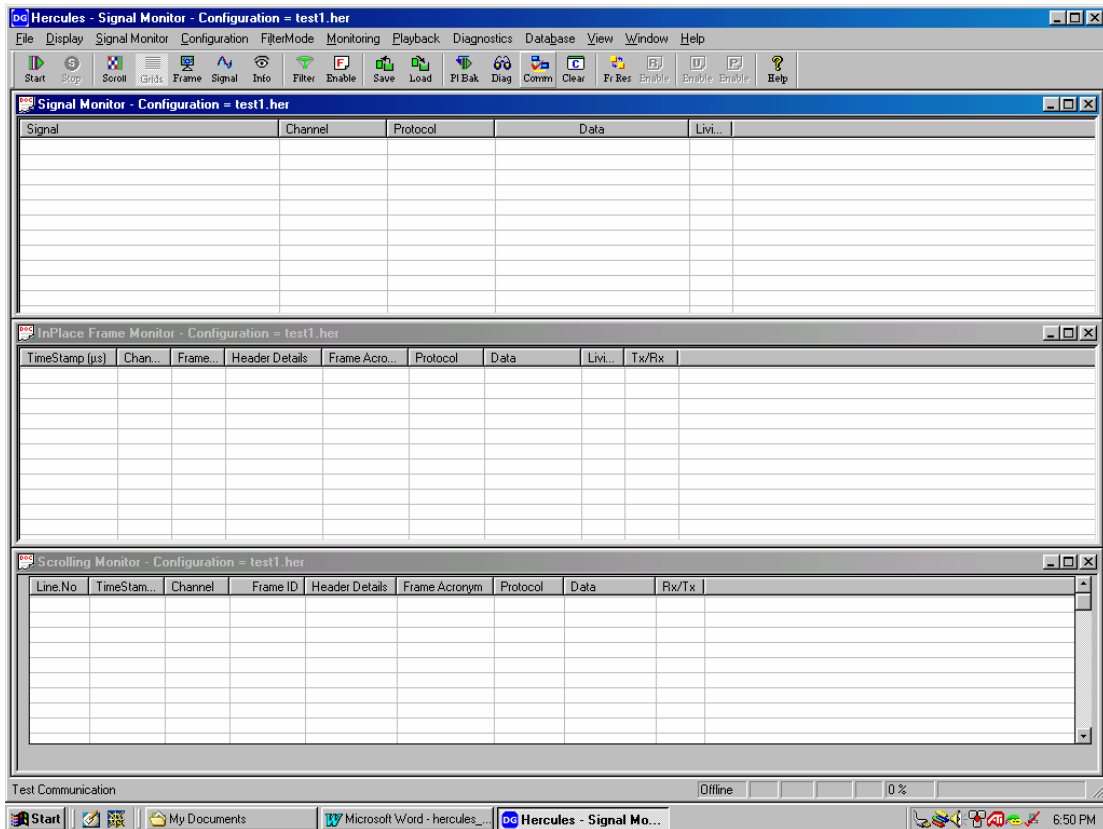 DG Hercules - Signal Monitor - Configuration = test1.her
File Display Signal Monitor Configuration FilterMode Monitoring Playback Diagnostics Database View Window Help
Start Stop Scroll Grids Frame Signal Info Filter Enable Save Load Pl Bak Diag Comm Clear Fr Res Enable Enable Enable Help
Signal Monitor - Configuration = test1.her
Signal Channel Protocol Data Livi...
InPlace Frame Monitor - Configuration = test1.her
TimeStamp (µs) Chan... Frame... Header Details Frame Acro... Protocol Data Livi... Tx/Rx
Scrolling Monitor - Configuration = test1.her
Line.No TimeStam... Channel Frame ID Header Details Frame Acronym Protocol Data Rx/Tx
Test Communication Offline 0 %
Start My Documents Microsoft Word - hercules_... DG Hercules - Signal Mo... 6:50 PM